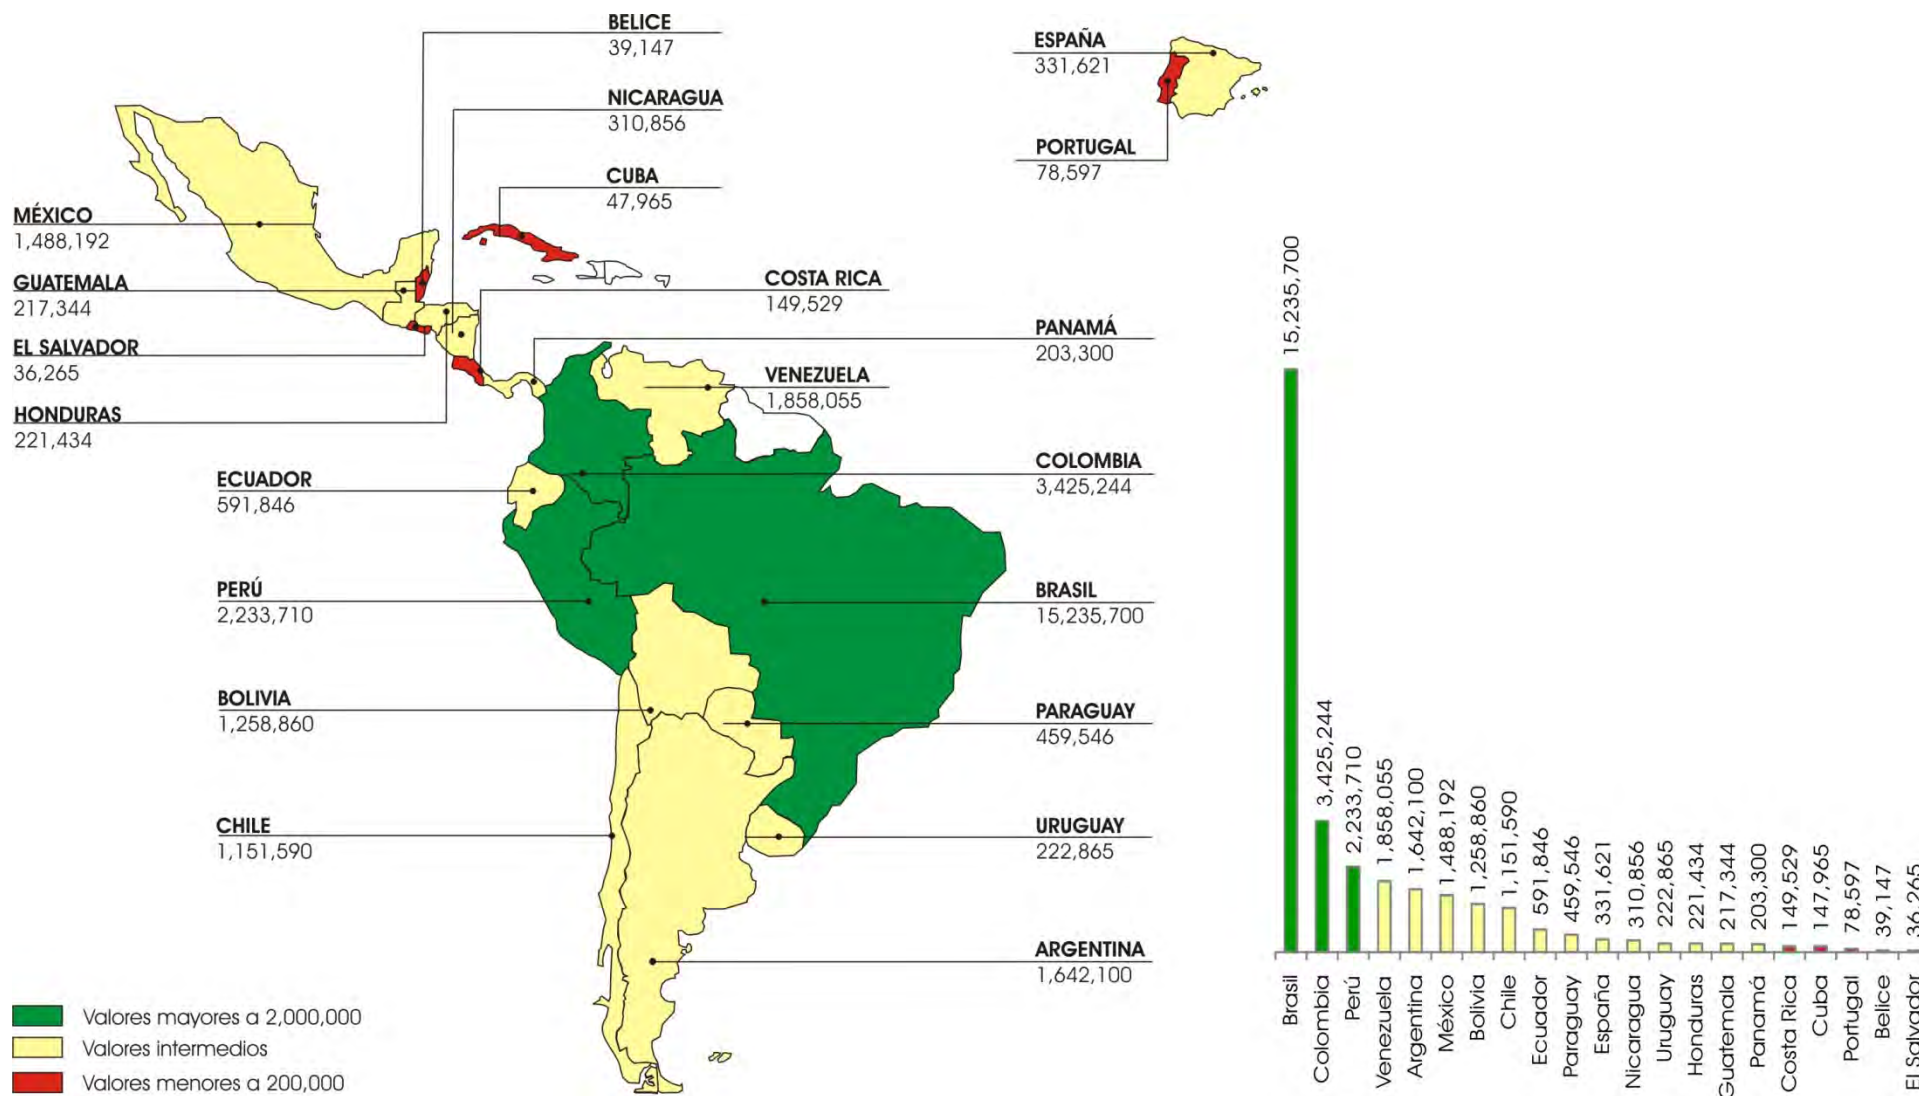 BELICE
39,147
NICARAGUA
310,856
CUBA
47,965
ESPAÑA
331,621
PORTUGAL
78,597
MÉXICO
1,488,192
GUATEMALA
217,344
EL SALVADOR
36,265
HONDURAS
221,434
COSTA RICA
149,529
PANAMÁ
203,300
VENEZUELA
1,858,055
COLOMBIA
3,425,244
ECUADOR
591,846
PERÚ
2,233,710
BRASIL
15,235,700
BOLIVIA
1,258,860
PARAGUAY
459,546
CHILE
1,151,590
URUGUAY
222,865
ARGENTINA
1,642,100
Valores mayores a 2,000,000
Valores intermedios
Valores menores a 200,000
15,235,700
3,425,244
2,233,710
1,858,055
1,642,100
1,488,192
1,258,860
1,151,590
591,846
459,546
331,621
310,856
222,865
221,434
217,344
203,300
149,529
147,965
78,597
39,147
36,265
Brasil
Colombia
Perú
Venezuela
Argentina
México
Bolivia
Chile
Ecuador
Paraguay
España
Nicaragua
Uruguay
Honduras
Guatemala
Panamá
Costa Rica
Cuba
Portugal
Belice
El Salvador